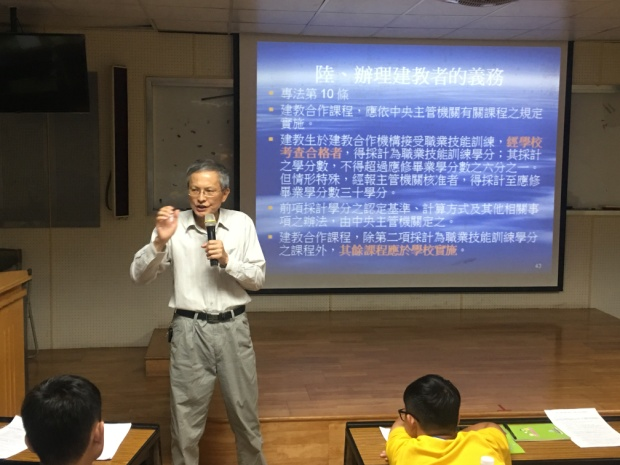 陸、辦理建教者的義務
專法第 10 條
建教合作課程，應依中央主管機關有關課程之規定
實施。
建教生於建教合作機構接受職業技能訓練，經學校
考查合格者，得採計為職業技能訓練學分；其採計
之學分數，不得超過應修畢業學分數之六分之一。
但情形特殊，經報主管機關核准者，得採計至應修
畢業學分數三十學分。
前項採計學分之認定基準、計算方式及其他相關事
項之辦法，由中央主管機關定之。
建教合作課程，除第二項採計為職業技能訓練學分
之課程外，其餘課程應於學校實施。